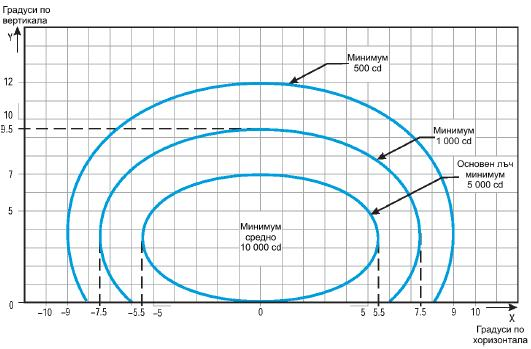 Градуси по
вертикала
Y
12
10
9.5
7
5
0
Минимум
500 cd
Минимум
1 000 cd
Основен лъч
минимум
5 000 cd
Минимум
средно
10 000 cd
−10 −9 −7.5 −5.5 −5 0 5 5.5 7.5 9 10 X
Градуси по
хоризонтала